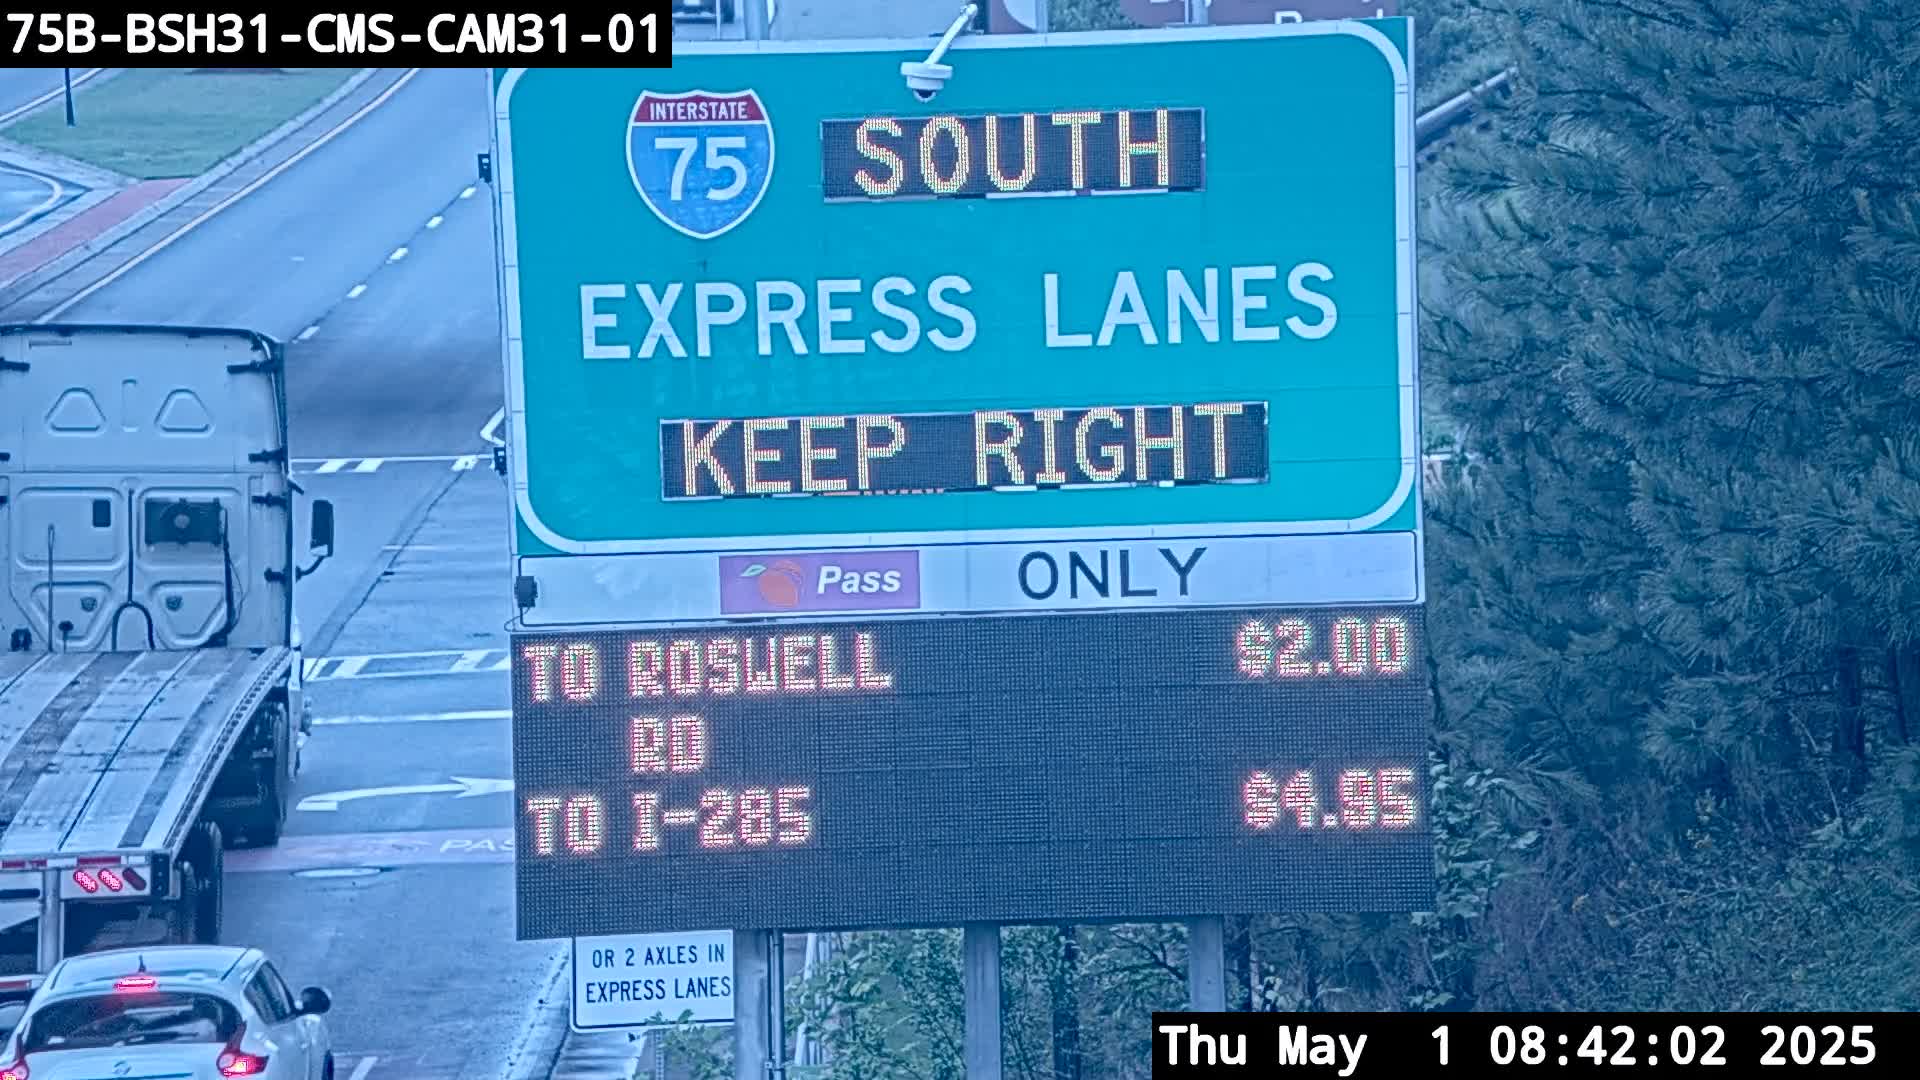 75B-BSH31-CMS-CAM31-01
INTERSTATE
75
SOUTH
EXPRESS LANES
KEEP RIGHT
Pass
ONLY
TO ROSWELL $2.00
RD
TO I-285 $4.95
OR 2 AXLES IN
EXPRESS LANES
Thu May 1 08:42:02 2025